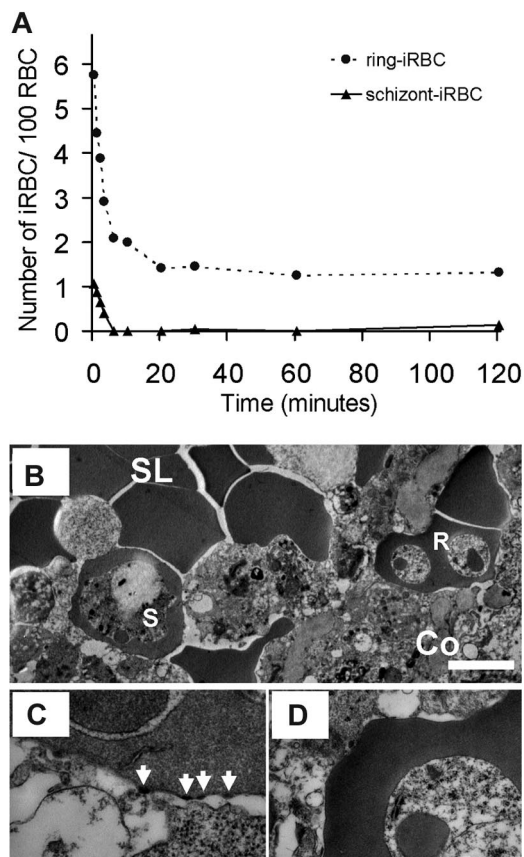 A
ring-iRBC
schizont-iRBC
Number of iRBC/ 100 RBC
6
5
4
3
2
1
0
0 20 40 60 80 100 120
Time (minutes)
B
SL
R
S
Co
C
D